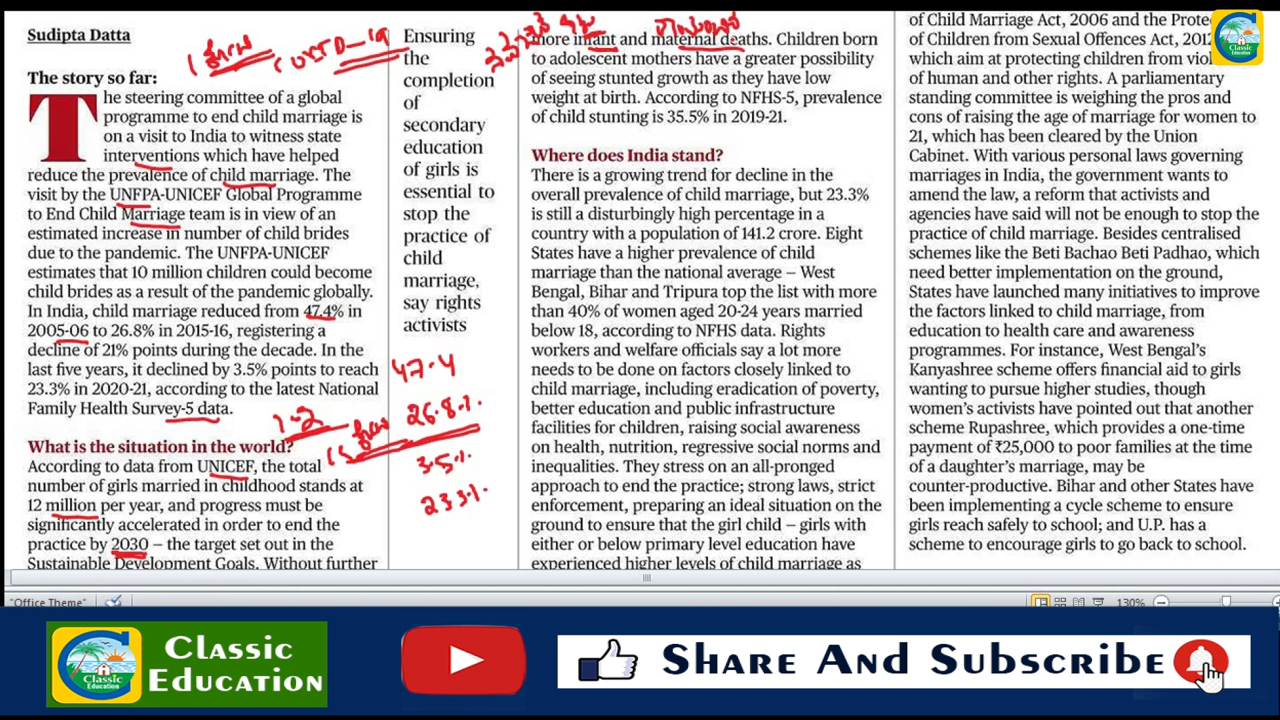 Sudipta Datta
The story so far:
The steering committee of a global
programme to end child marriage is
on a visit to India to witness state
interventions which have helped
reduce the prevalence of child marriage. The
visit by the UNFPA-UNICEF Global Programme
to End Child Marriage team is in view of an
estimated increase in number of child brides
due to the pandemic. The UNFPA-UNICEF
estimates that 10 million children could become
child brides as a result of the pandemic globally.
In India, child marriage reduced from 47.4% in
2005-06 to 26.8% in 2015-16, registering a
decline of 21% points during the decade. In the
last five years, it declined by 3.5% points to reach
23.3% in 2020-21, according to the latest National
Family Health Survey-5 data.
What is the situation in the world?
According to data from UNICEF, the total
number of girls married in childhood stands at
12 million per year, and progress must be
significantly accelerated in order to end the
practice by 2030 – the target set out in the
Sustainable Development Goals. Without further
COVID-19
Ensuring
the
completion
of
secondary
education
of girls is
essential to
stop the
practice of
child
marriage,
say rights
activists
47.4
26.8%
3.5%
more infant and maternal deaths. Children born
to adolescent mothers have a greater possibility
of seeing stunted growth as they have low
weight at birth. According to NFHS-5, prevalence
of child stunting is 35.5% in 2019-21.
Where does India stand?
There is a growing trend for decline in the
overall prevalence of child marriage, but 23.3%
is still a disturbingly high percentage in a
country with a population of 141.2 crore. Eight
States have a higher prevalence of child
marriage than the national average – West
Bengal, Bihar and Tripura top the list with more
than 40% of women aged 20-24 years married
below 18, according to NFHS data. Rights
workers and welfare officials say a lot more
needs to be done on factors closely linked to
child marriage, including eradication of poverty,
better education and public infrastructure
facilities for children, raising social awareness
on health, nutrition, regressive social norms and
inequalities. They stress on an all-pronged
approach to end the practice; strong laws, strict
enforcement, preparing an ideal situation on the
ground to ensure that the girl child – girls with
either or below primary level education have
experienced higher levels of child marriage as
of Child Marriage Act, 2006 and the Prote
of Children from Sexual Offences Act, 2012
which aim at protecting children from viol
of human and other rights. A parliamentary
standing committee is weighing the pros and
cons of raising the age of marriage for women to
21, which has been cleared by the Union
Cabinet. With various personal laws governing
marriages in India, the government wants to
amend the law, a reform that activists and
agencies have said will not be enough to stop the
practice of child marriage. Besides centralised
schemes like the Beti Bachao Beti Padhao, which
need better implementation on the ground,
States have launched many initiatives to improve
the factors linked to child marriage, from
education to health care and awareness
programmes. For instance, West Bengal's
Kanyashree scheme offers financial aid to girls
wanting to pursue higher studies, though
women's activists have pointed out that another
scheme Rupashree, which provides a one-time
payment of ₹25,000 to poor families at the time
of a daughter's marriage, may be
counter-productive. Bihar and other States have
been implementing a cycle scheme to ensure
girls reach safely to school; and U.P. has a
scheme to encourage girls to go back to school.
Classic
Education
"Office Theme"
130%
Classic
Education
Classic
Education
Share And Subscribe